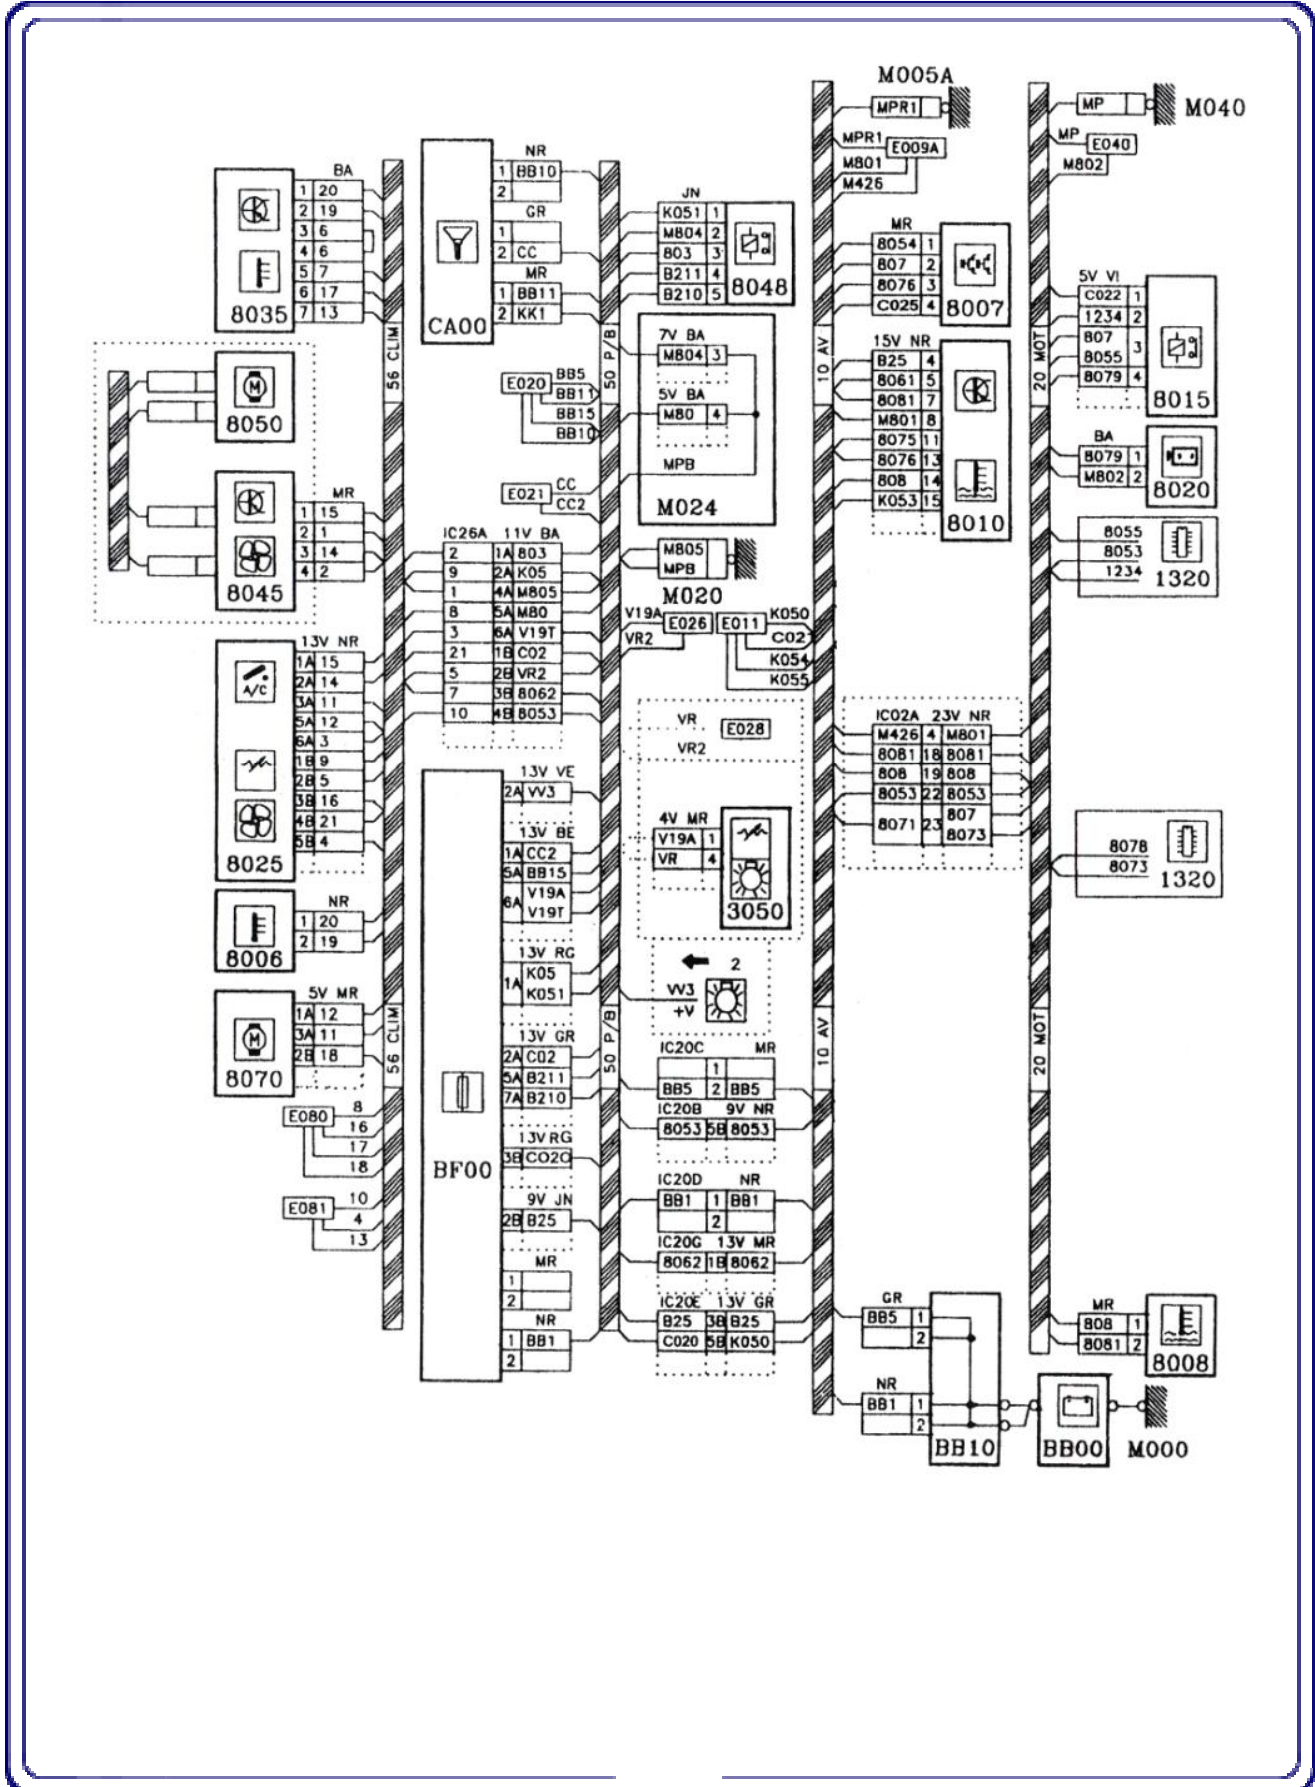 BA
1 20
2 19
3 6
4 6
5 7
6 17
7 13
8035
8050
MR
1 15
2 1
3 14
4 2
8045
13V NR
1A 15
2A 14
3A 11
5A 12
6A 3
1B 9
2B 5
3B 16
4B 21
5B 4
A/C
8025
NR
1 20
2 19
8006
5V MR
1A 12
3A 11
2B 18
8070
E080
8
16
17
18
E081
10
4
13
56 CLIM
56 CLIM
CA00
NR
1 BB10
2
GR
1
2 CC
MR
1 BB11
2 KK1
E020
BB5
BB11
BB15
BB10
E021
CC
CC2
IC26A 11V BA
2 1A 803
9 2A K05
1 4A M805
8 5A M80
3 6A V19T
21 1B C02
5 2B VR2
7 3B 8062
10 4B 8053
BF00
13V VE
2A VV3
13V BE
1A CC2
5A BB15
6A V19A
V19T
13V RG
1A K05
K051
13V GR
2A C02
5A B211
7A B210
13V RG
3B C020
9V JN
2B B25
MR
1
2
NR
1 BB1
2
50 P/B
50 P/B
JN
K051 1
M804 2
803 3
B211 4
B210 5
8048
7V BA
M804 3
5V BA
M80 4
MPB
M024
M805
MPB
M020
V19A
VR2
E026
E011
K050
C021
K054
K055
VR
E028
VR2
4V MR
V19A 1
VR 4
3050
2
VV3
+V
IC20C MR
1
BB5 2 BB5
IC20B 9V NR
8053 5B 8053
IC20D NR
BB1 1 BB1
2
IC20G 13V MR
8062 1B 8062
IC20E 13V GR
B25 3B B25
C020 5B K050
10 AV
10 AV
M005A
MPR1
MPR1
E009A
M801
M426
MR
8054 1
807 2
8076 3
C025 4
8007
15V NR
B25 4
8061 5
8081 7
M801 8
8075 11
8076 13
808 14
K053 15
8010
IC02A 23V NR
M426 4 M801
8081 18 8081
808 19 808
8053 22 8053
8071 23 807
8073
GR
BB5 1
2
NR
BB1 1
2
BB10
BB00
M000
20 MOT
20 MOT
MP
M040
MP
E040
M802
5V VI
C022 1
1234 2
807
3
8055
8079 4
8015
BA
8079 1
M802 2
8020
8055
8053
1234
1320
8078
8073
1320
MR
808 1
8081 2
8008